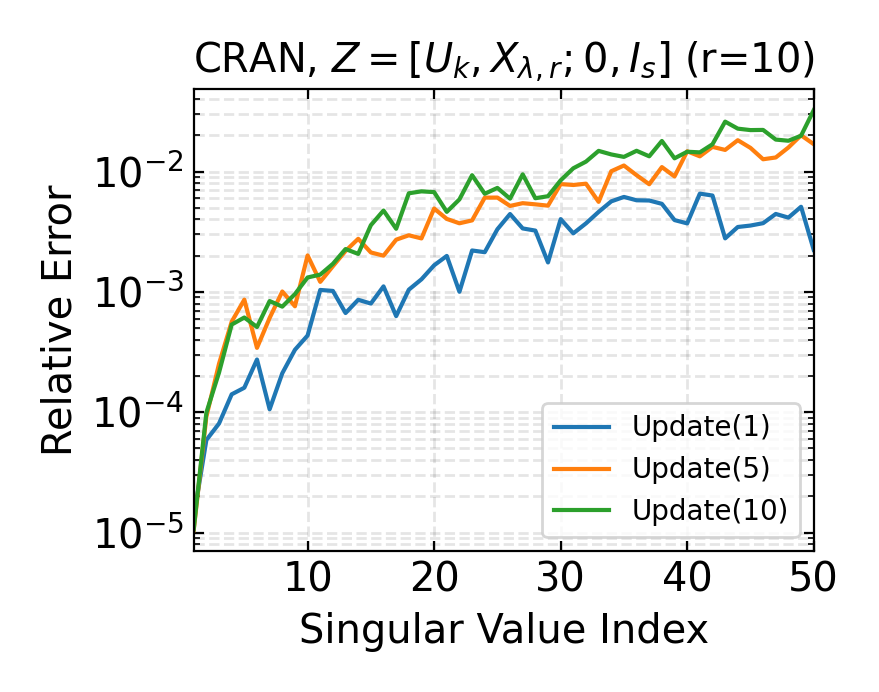 CRAN, $Z = [U_k, X_{\lambda,r}; 0, I_s]$ (r=10)
Relative Error
10⁻²
10⁻³
10⁻⁴
10⁻⁵
Update(1)
Update(5)
Update(10)
10 20 30 40 50
Singular Value Index